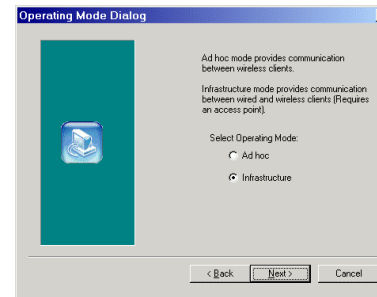 Operating Mode Dialog
Ad hoc mode provides communication
between wireless clients.
Infrastructure mode provides communication
between wired and wireless clients (Requires
an access point).
Select Operating Mode:
Ad hoc
Infrastructure
< Back
Next >
Cancel